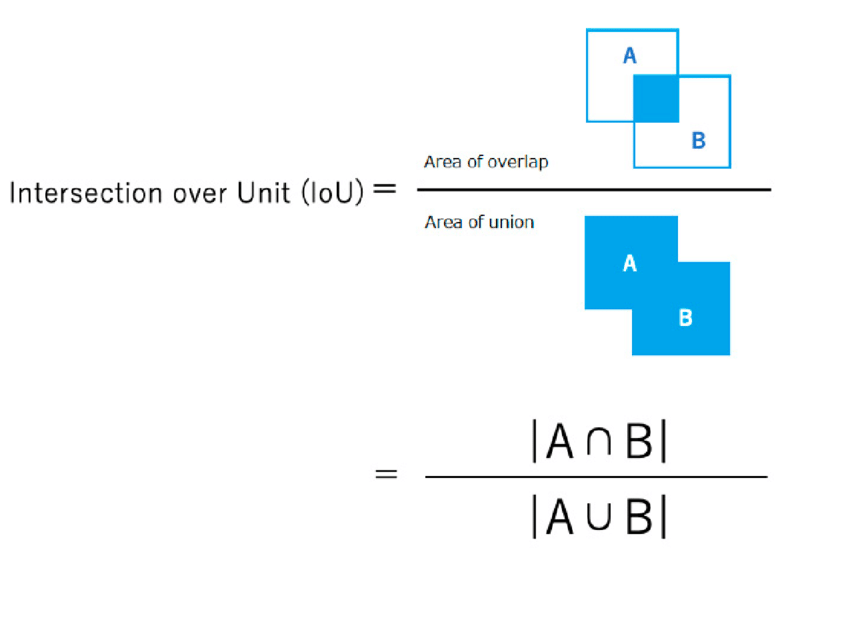 A
B
Area of overlap
Intersection over Unit (IoU) =
Area of union
A
B
|A ∩ B|
=
|A ∪ B|